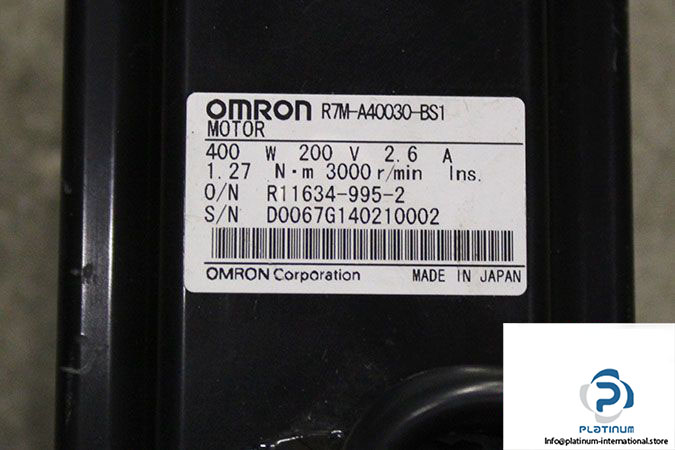 OMRON R7M-A40030-BS1
MOTOR
400 W 200 V 2.6 A
1.27 N·m 3000 r/min Ins.
O/N R11634-995-2
S/N D0067G140210002
OMRON Corporation MADE IN JAPAN
PLATINUM
Info@platinum-international.store